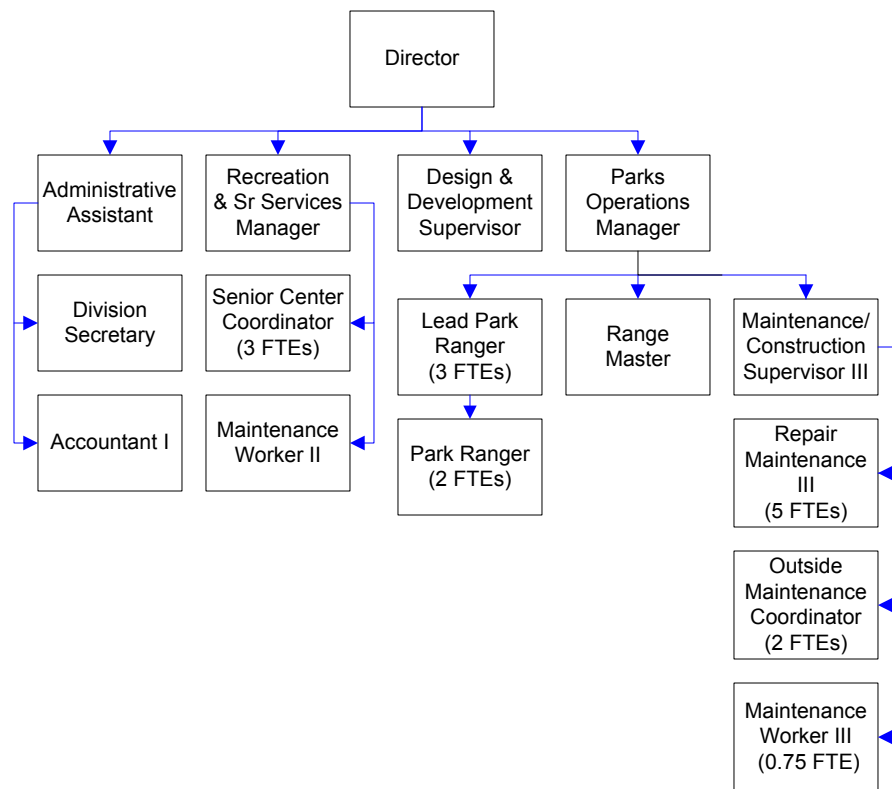 Director
Administrative
Assistant
Recreation
& Sr Services
Manager
Design &
Development
Supervisor
Parks
Operations
Manager
Division
Secretary
Senior Center
Coordinator
(3 FTEs)
Lead Park
Ranger
(3 FTEs)
Range
Master
Maintenance/
Construction
Supervisor III
Accountant I
Maintenance
Worker II
Park Ranger
(2 FTEs)
Repair
Maintenance
III
(5 FTEs)
Outside
Maintenance
Coordinator
(2 FTEs)
Maintenance
Worker III
(0.75 FTE)